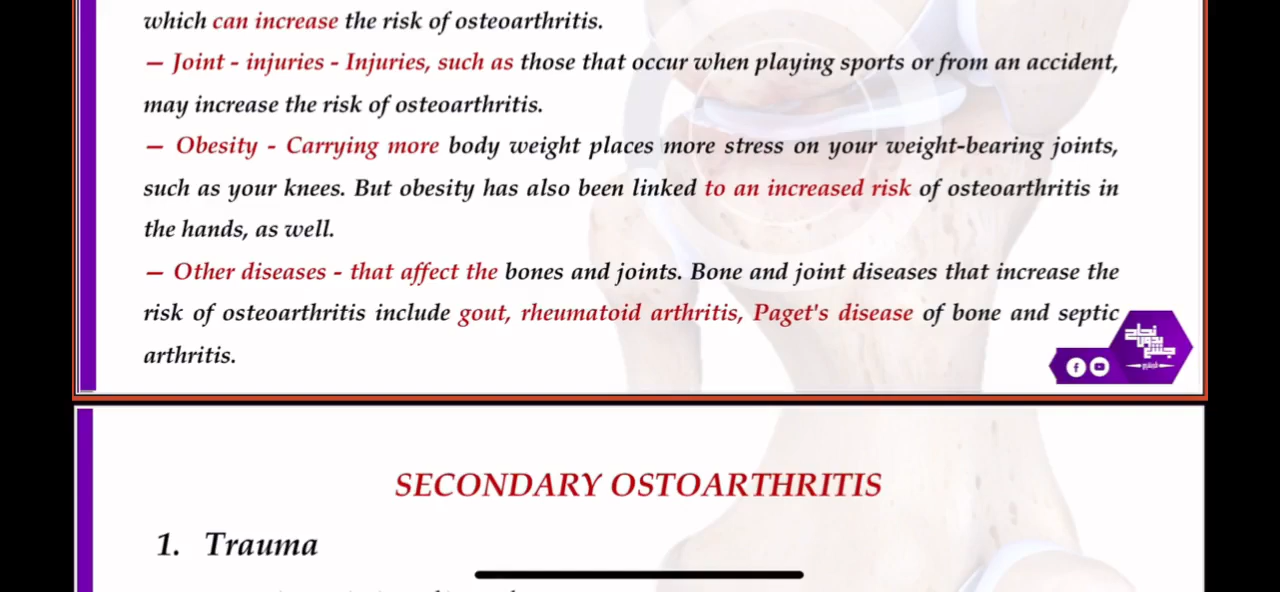 which can increase the risk of osteoarthritis.
— Joint - injuries - Injuries, such as those that occur when playing sports or from an accident,
may increase the risk of osteoarthritis.
— Obesity - Carrying more body weight places more stress on your weight-bearing joints,
such as your knees. But obesity has also been linked to an increased risk of osteoarthritis in
the hands, as well.
— Other diseases - that affect the bones and joints. Bone and joint diseases that increase the
risk of osteoarthritis include gout, rheumatoid arthritis, Paget's disease of bone and septic
arthritis.
نجاح
بدون
جشع
SECONDARY OSTOARTHRITIS
1. Trauma